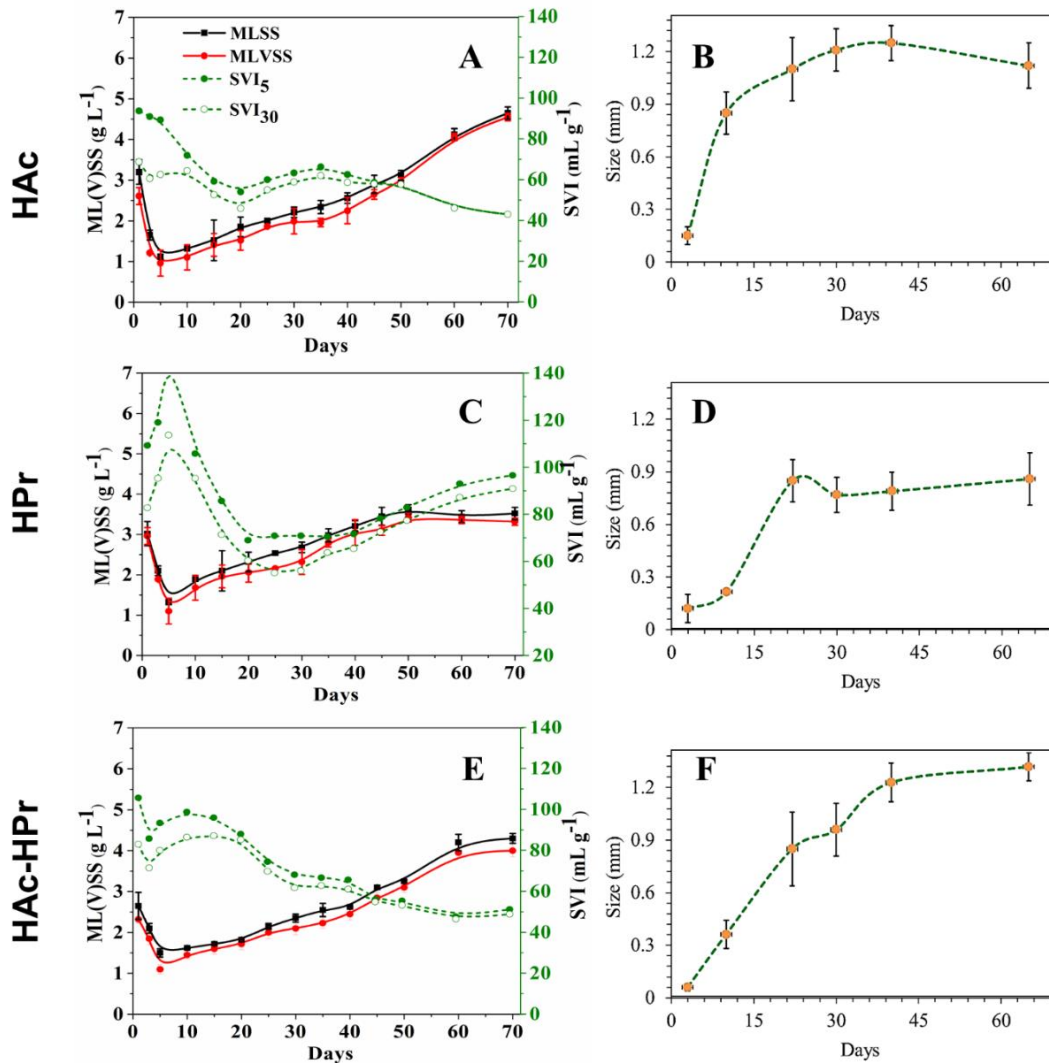 HAc
A
MLSS
MLVSS
SVI5
SVI30
ML(V)SS (g L-1)
7
6
5
4
3
2
1
0
SVI (mL g-1)
140
120
100
80
60
40
20
0
0 10 20 30 40 50 60 70
Days
B
Size (mm)
1.2
0.9
0.6
0.3
0
0 15 30 45 60
Days
HPr
C
ML(V)SS (g L-1)
7
6
5
4
3
2
1
0
SVI (mL g-1)
140
120
100
80
60
40
20
0 10 20 30 40 50 60 70
Days
D
Size (mm)
1.2
0.9
0.6
0.3
0
0 15 30 45 60
Days
HAc-HPr
E
ML(V)SS (g L-1)
7
6
5
4
3
2
1
0
SVI (mL g-1)
140
120
100
80
60
40
20
0
0 10 20 30 40 50 60 70
Days
F
Size (mm)
1.2
0.9
0.6
0.3
0
0 15 30 45 60
Days